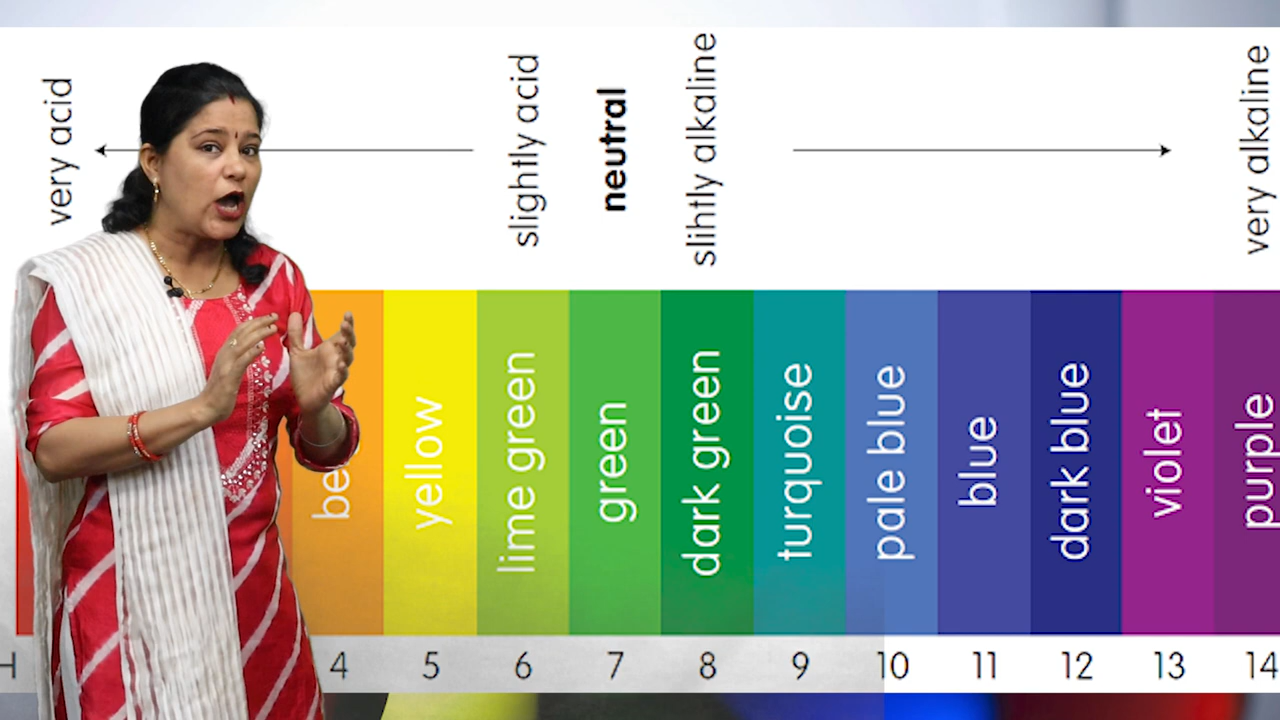 very acid
slightly acid
neutral
slihtly alkaline
very alkaline
yellow
lime green
green
dark green
turquoise
pale blue
blue
dark blue
violet
purple
4 5 6 7 8 9 10 11 12 13 14